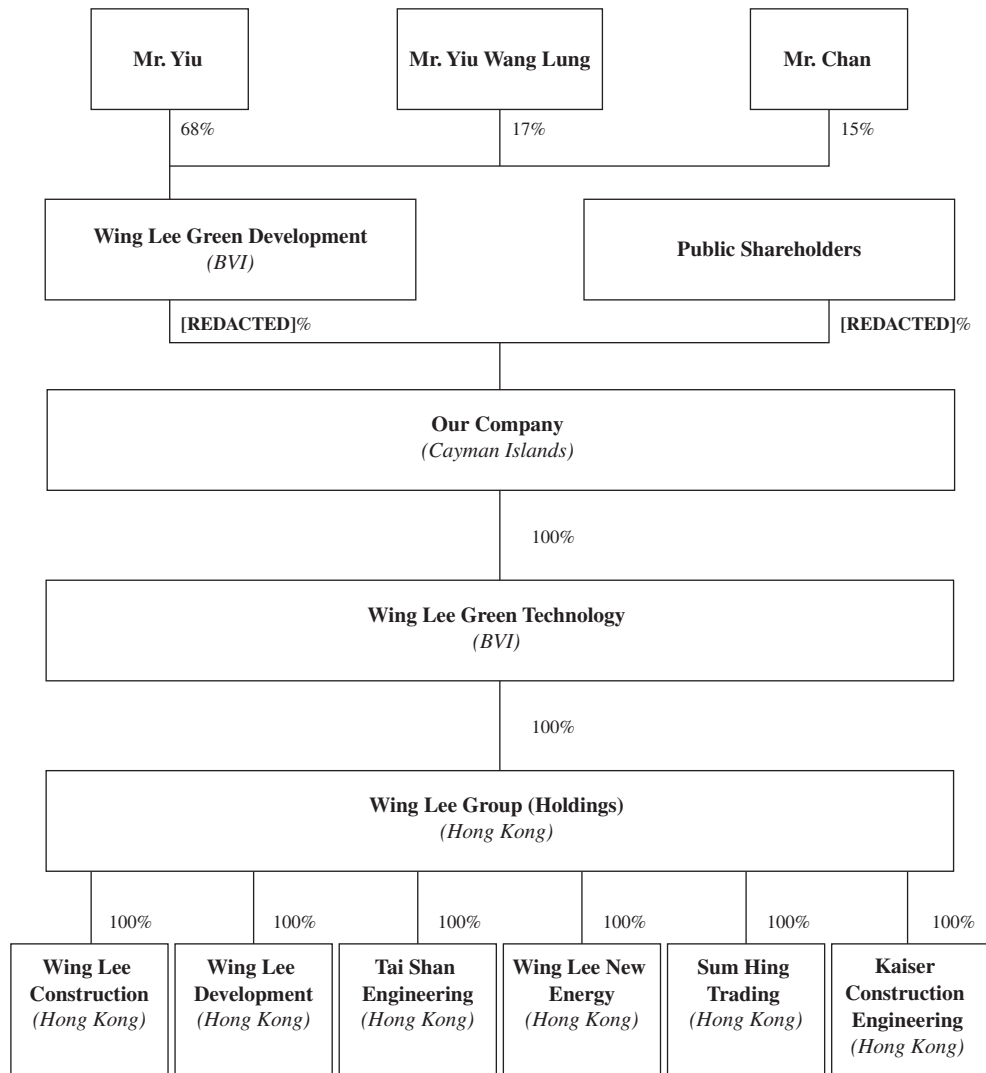 Mr. Yiu
Mr. Yiu Wang Lung
Mr. Chan
68%
17%
15%
Wing Lee Green Development
(BVI)
Public Shareholders
[REDACTED]%
[REDACTED]%
Our Company
(Cayman Islands)
100%
Wing Lee Green Technology
(BVI)
100%
Wing Lee Group (Holdings)
(Hong Kong)
100%
100%
100%
100%
100%
100%
Wing Lee
Construction
(Hong Kong)
Wing Lee
Development
(Hong Kong)
Tai Shan
Engineering
(Hong Kong)
Wing Lee New
Energy
(Hong Kong)
Sum Hing
Trading
(Hong Kong)
Kaiser
Construction
Engineering
(Hong Kong)